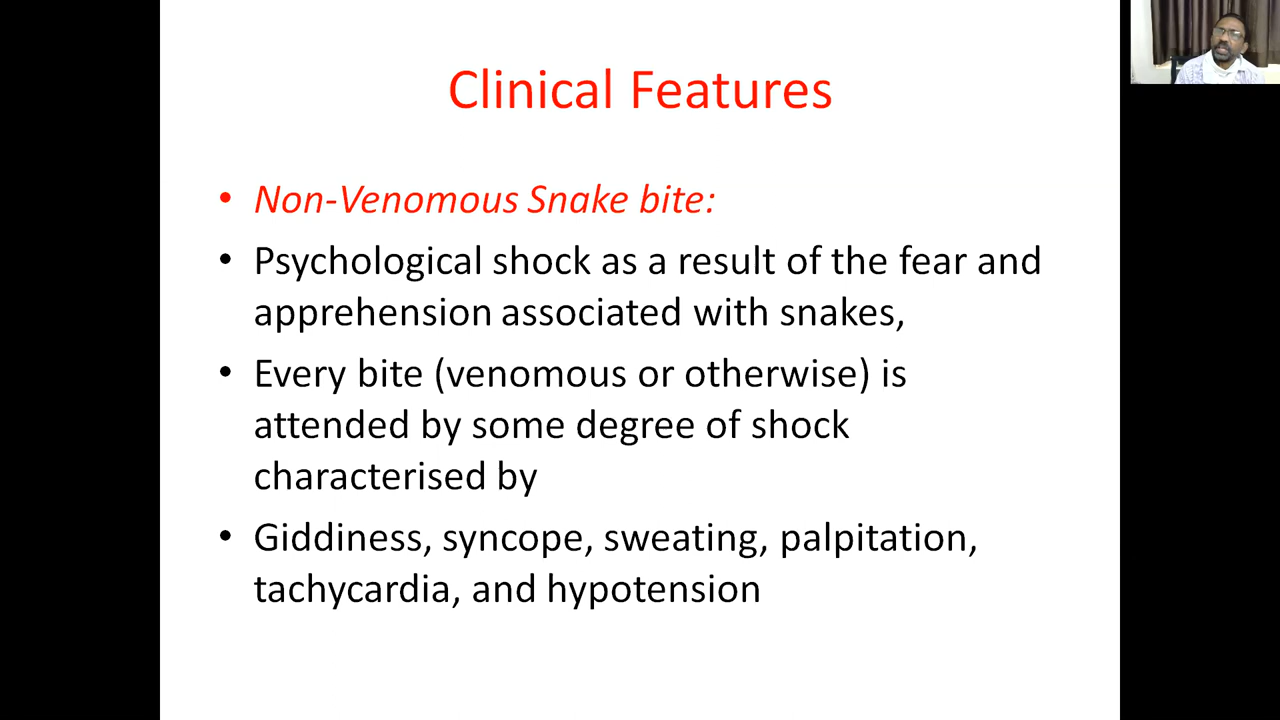 Clinical Features
• Non-Venomous Snake bite:
• Psychological shock as a result of the fear and
apprehension associated with snakes,
• Every bite (venomous or otherwise) is
attended by some degree of shock
characterised by
• Giddiness, syncope, sweating, palpitation,
tachycardia, and hypotension